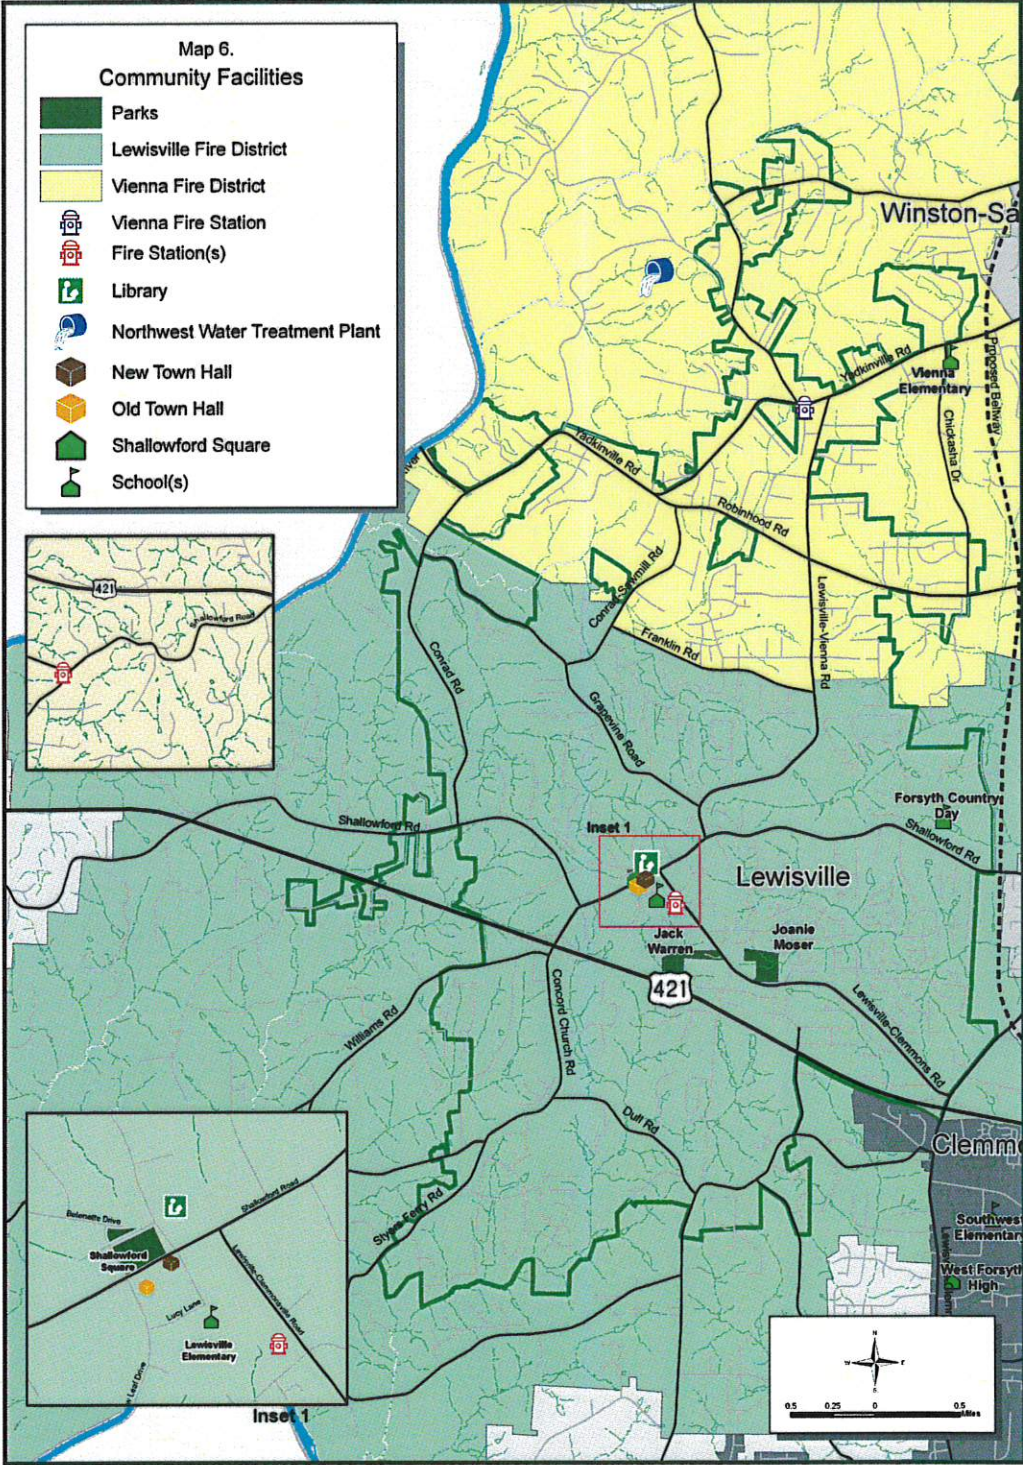 Map 6.
Community Facilities
Parks
Lewisville Fire District
Vienna Fire District
Vienna Fire Station
Fire Station(s)
Library
Northwest Water Treatment Plant
New Town Hall
Old Town Hall
Shallowford Square
School(s)
Winston-Sa
Proposed Beltway
Yadkinville Rd
Vienna
Elementary
Chickasha Dr
Yadkinville Rd
Robinhood Rd
Conrad-Sawmill Rd
Franklin Rd
Lewisville-Vienna Rd
421
Shallowford Road
Conrad Rd
Grapevine Road
Forsyth Country
Day
Shallowford Rd
Shallowford Rd
Inset 1
Lewisville
Jack
Warren
Joanie
Moser
421
Concord Church Rd
Williams Rd
Lewisville-Clemmons Rd
Dull Rd
Clemm
Styers Ferry Rd
Southwest
Elementary
West Forsyth
High
Shallowford Road
Shallowford
Square
Lucy Lane
Lewisville
Elementary
Leaf Drive
Inset 1
N
W
E
S
0.5
0.25
0
0.5
Miles